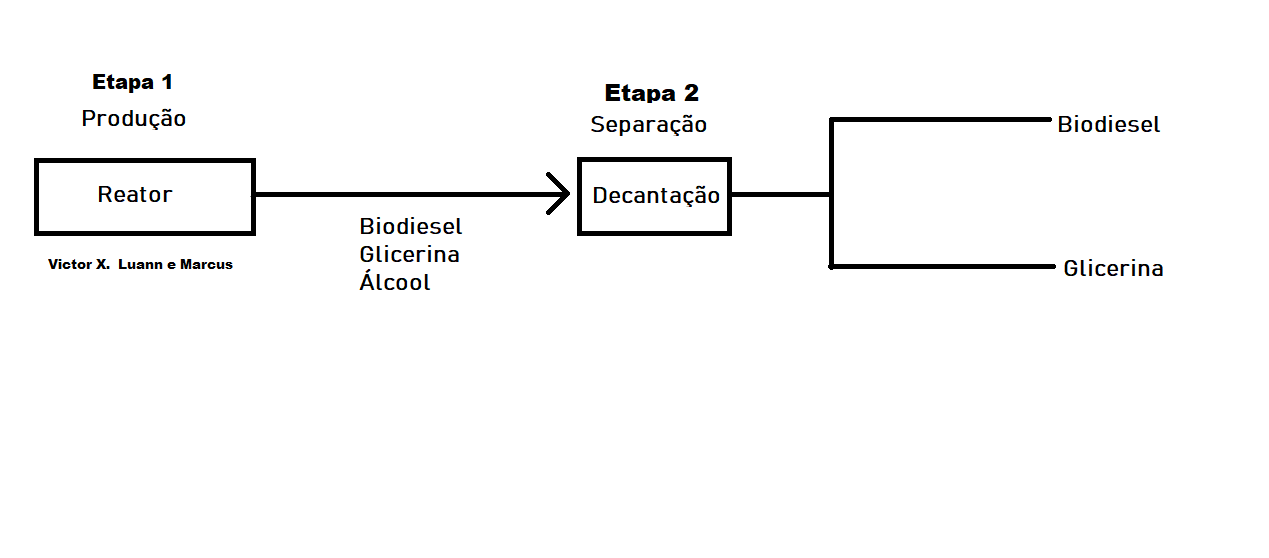 Etapa 1
Produção
Reator
Victor X. Luann e Marcus
Biodiesel
Glicerina
Álcool
Etapa 2
Separação
Decantação
Biodiesel
Glicerina